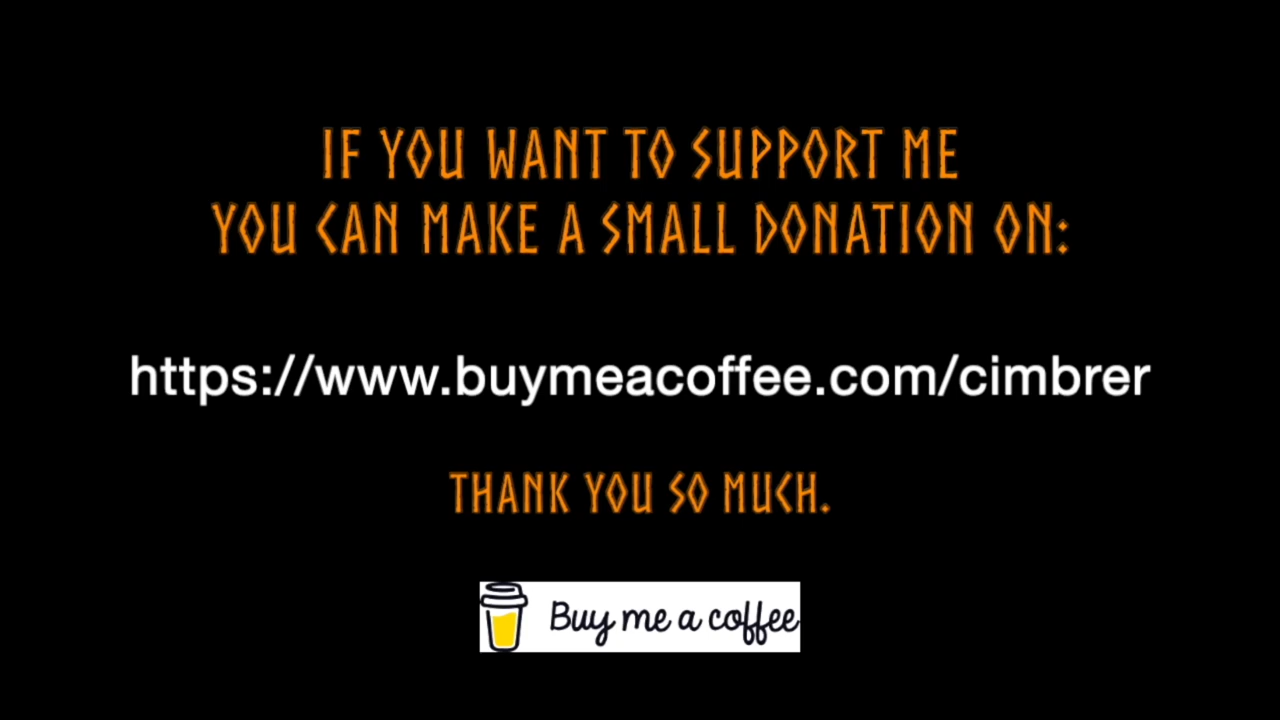 IF YOU WANT TO SUPPORT ME
YOU CAN MAKE A SMALL DONATION ON:
https://www.buymeacoffee.com/cimbrer
THANK YOU SO MUCH.
Buy me a coffee